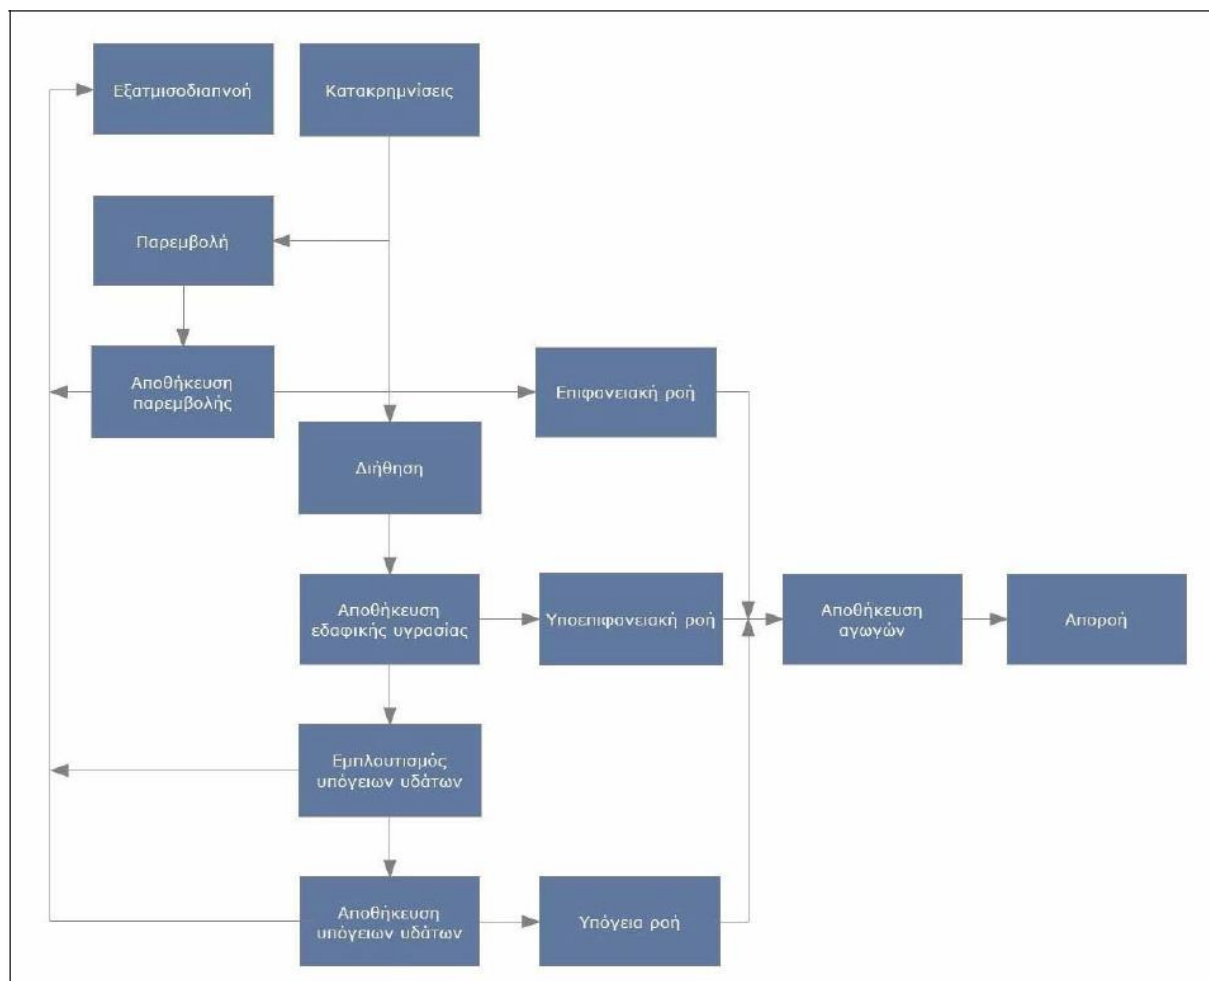 Εξατμισοδιαπνοή
Κατακρημνίσεις
Παρεμβολή
Αποθήκευση
παρεμβολής
Επιφανειακή ροή
Διήθηση
Αποθήκευση
εδαφικής υγρασίας
Υποεπιφανειακή ροή
Αποθήκευση
αγωγών
Απορροή
Εμπλουτισμός
υπόγειων υδάτων
Αποθήκευση
υπόγειων υδάτων
Υπόγεια ροή